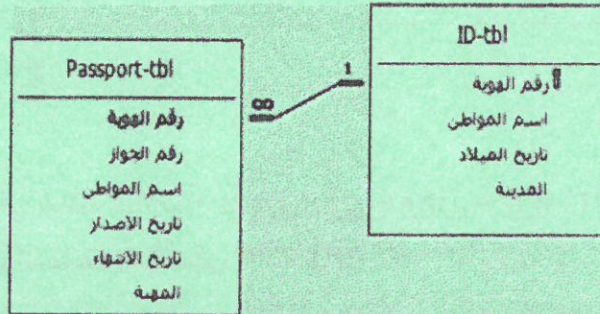 Passport-tbl
رقم الهوية
رقم الجواز
اسم المواطن
تاريخ الاصدار
تاريخ الانتهاء
المهنة
∞
1
ID-tbl
رقم الهوية
اسم المواطن
تاريخ الميلاد
المدينة